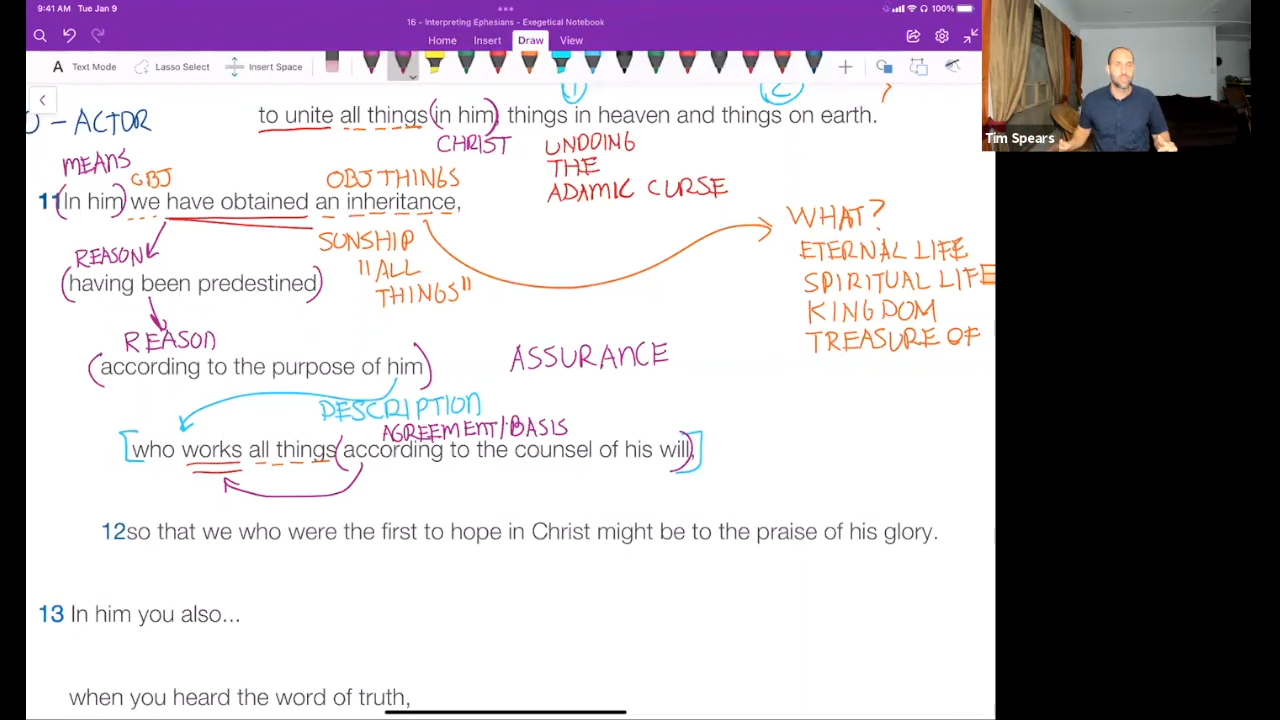 9:41 AM Tue Jan 9
100%
16 - Interpreting Ephesians - Exegetical Notebook
Home Insert Draw View
A Text Mode Lasso Select Insert Space
Tim Spears
1 2
- ACTOR
to unite all things (in him), things in heaven and things on earth.
CHRIST
UNDOING
THE
ADAMIC CURSE
MEANS
OBJ
OBJ THINGS
11 (In him) we have obtained an inheritance,
WHAT?
ETERNAL LIFE
SPIRITUAL LIFE
KINGDOM
TREASURE OF
SUNSHIP
"ALL
THINGS"
REASON
(having been predestined)
REASON
(according to the purpose of him)
ASSURANCE
DESCRIPTION
AGREEMENT/BASIS
[who works all things (according to the counsel of his will)]
12so that we who were the first to hope in Christ might be to the praise of his glory.
13 In him you also...
when you heard the word of truth,